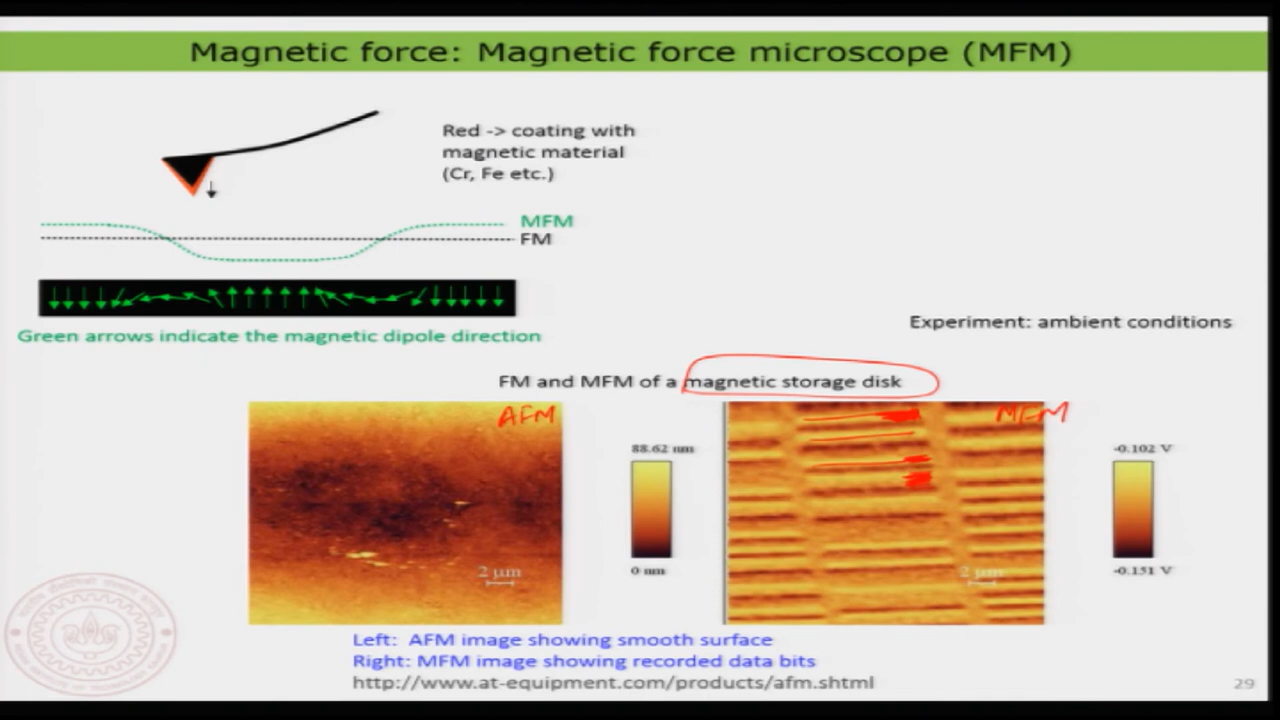 Magnetic force: Magnetic force microscope (MFM)
Red -> coating with
magnetic material
(Cr, Fe etc.)
MFM
FM
Green arrows indicate the magnetic dipole direction
Experiment: ambient conditions
FM and MFM of a magnetic storage disk
AFM
MFM
88.62 nm
0 nm
2 μm
-0.102 V
-0.151 V
2 μm
Left: AFM image showing smooth surface
Right: MFM image showing recorded data bits
http://www.at-equipment.com/products/afm.shtml
29